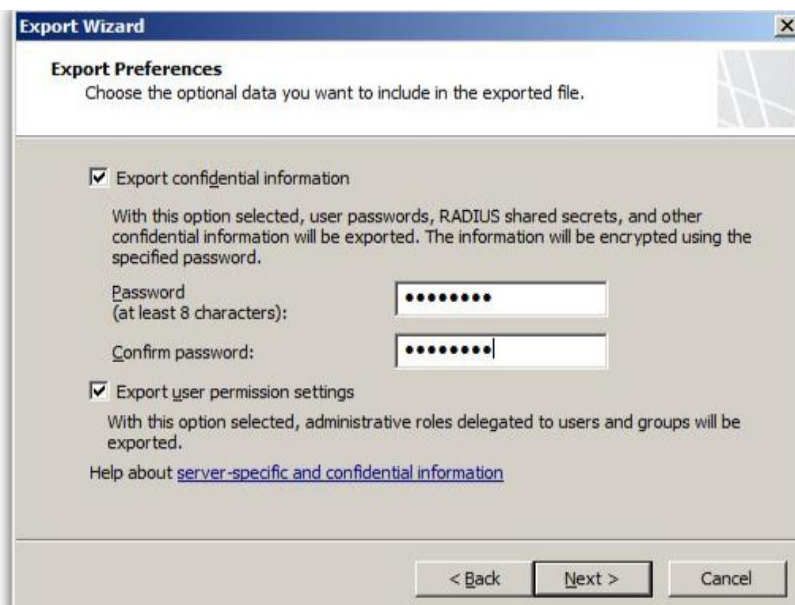 Export Wizard
Export Preferences
Choose the optional data you want to include in the exported file.
Export confidential information
With this option selected, user passwords, RADIUS shared secrets, and other
confidential information will be exported. The information will be encrypted using the
specified password.
Password
(at least 8 characters):
Confirm password:
Export user permission settings
With this option selected, administrative roles delegated to users and groups will be
exported.
Help about server-specific and confidential information
< Back Next > Cancel